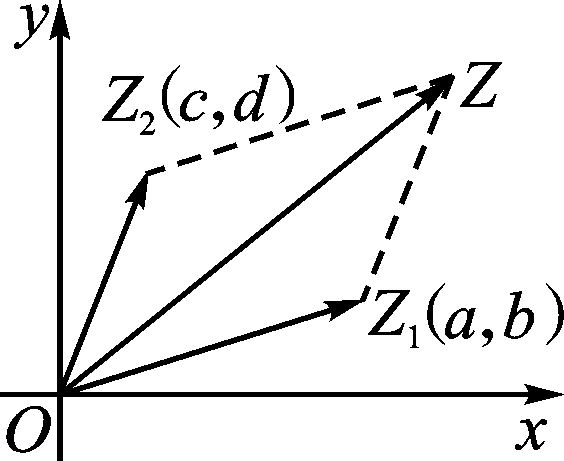 y
Z₂(c,d)
Z
Z₁(a,b)
O
x